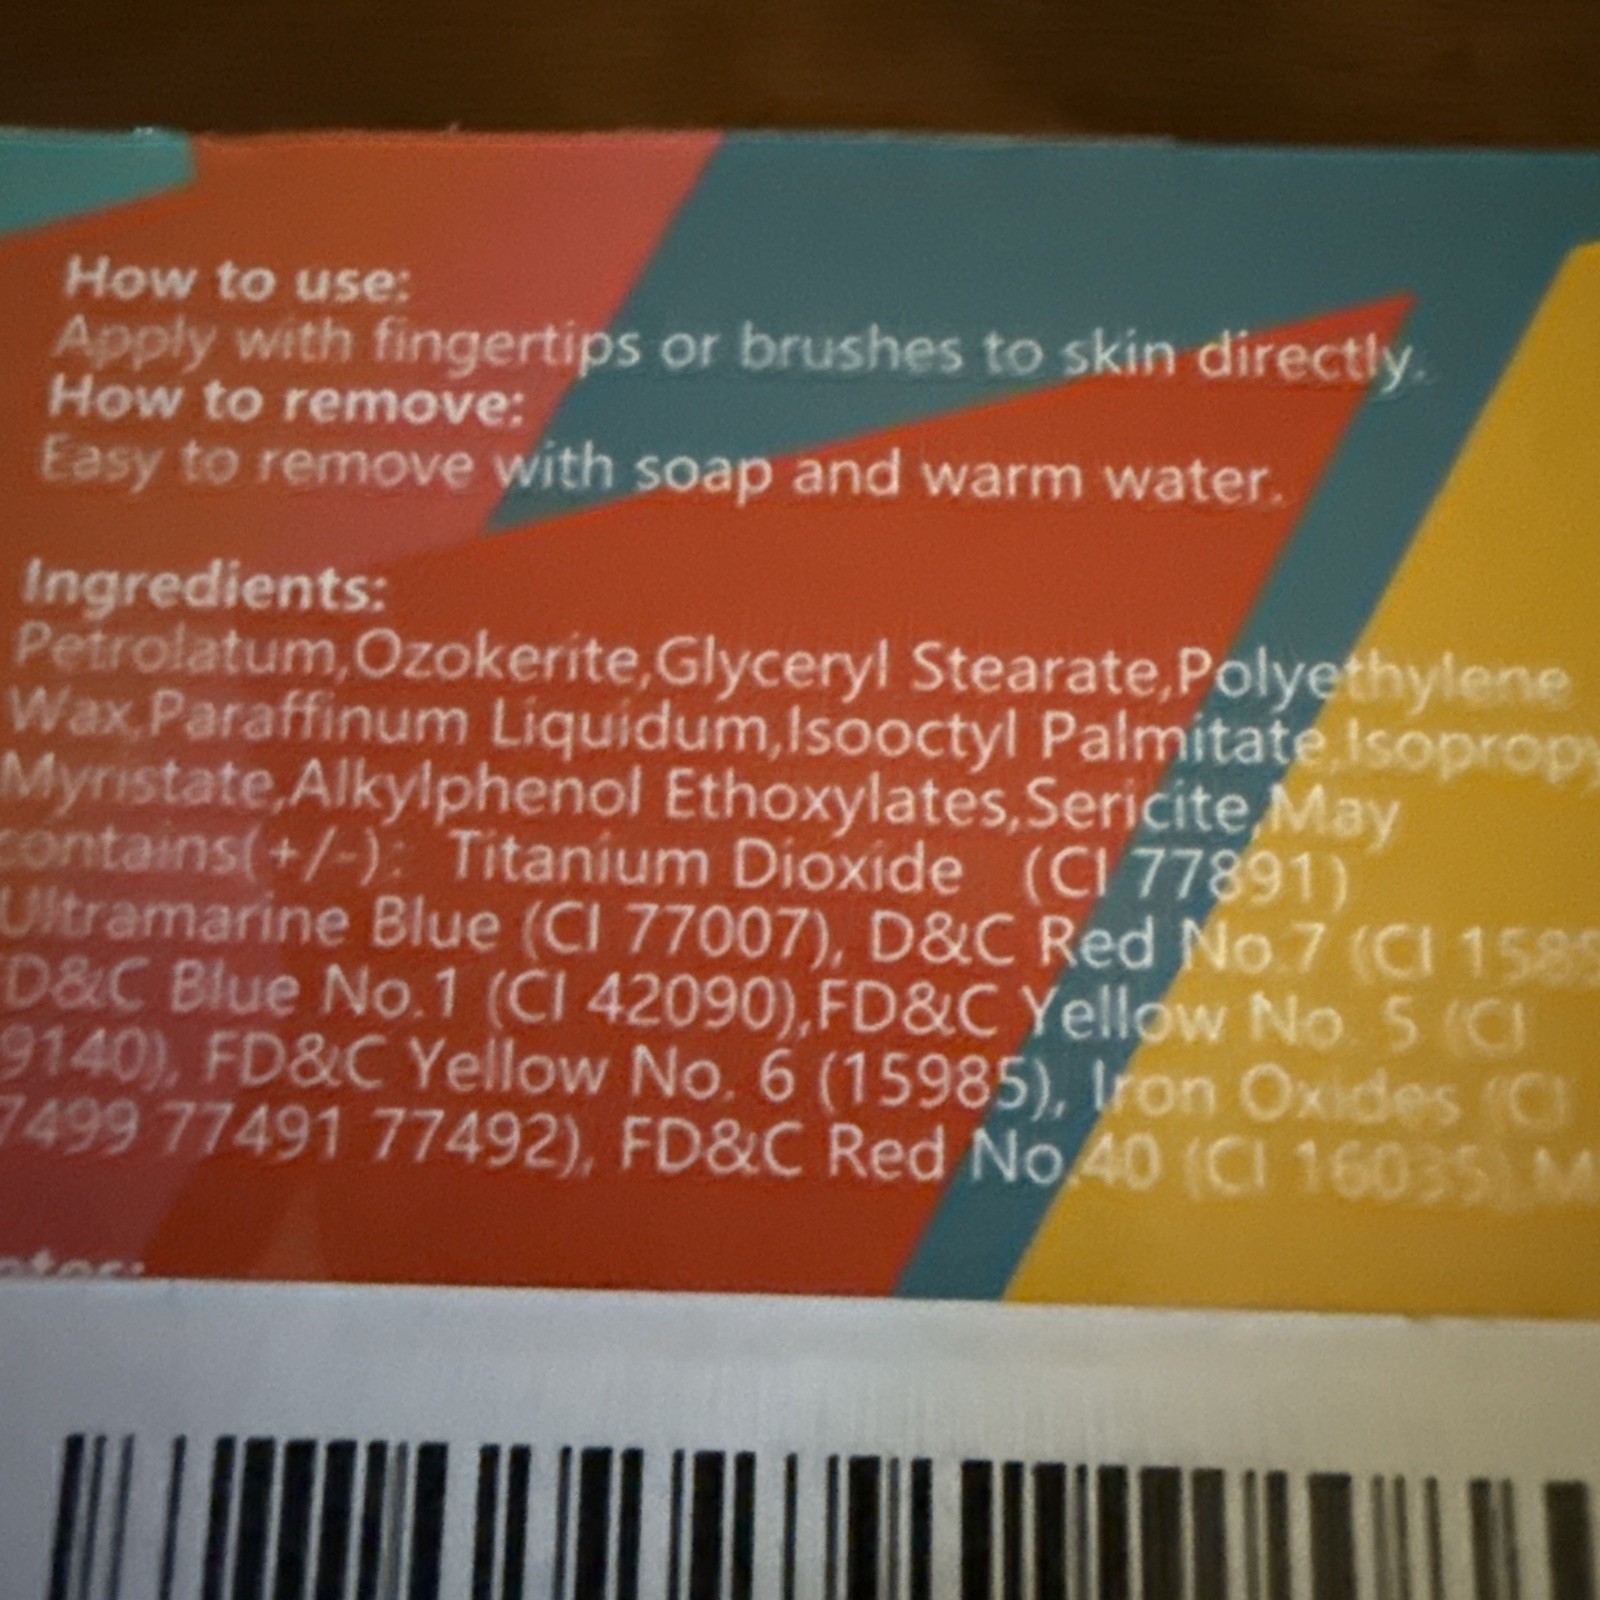 How to use:
Apply with fingertips or brushes to skin directly.
How to remove:
Easy to remove with soap and warm water.
Ingredients:
Petrolatum,Ozokerite,Glyceryl Stearate,Polyethylene
Wax,Paraffinum Liquidum,Isooctyl Palmitate,Isopropy
Myristate,Alkylphenol Ethoxylates,Sericite,May
contains(+/-): Titanium Dioxide (CI 77891)
Ultramarine Blue (CI 77007), D&C Red No.7 (CI 1585
D&C Blue No.1 (CI 42090),FD&C Yellow No. 5 (CI
9140), FD&C Yellow No. 6 (15985), Iron Oxides (CI
7499 77491 77492), FD&C Red No.40 (CI 16035),M